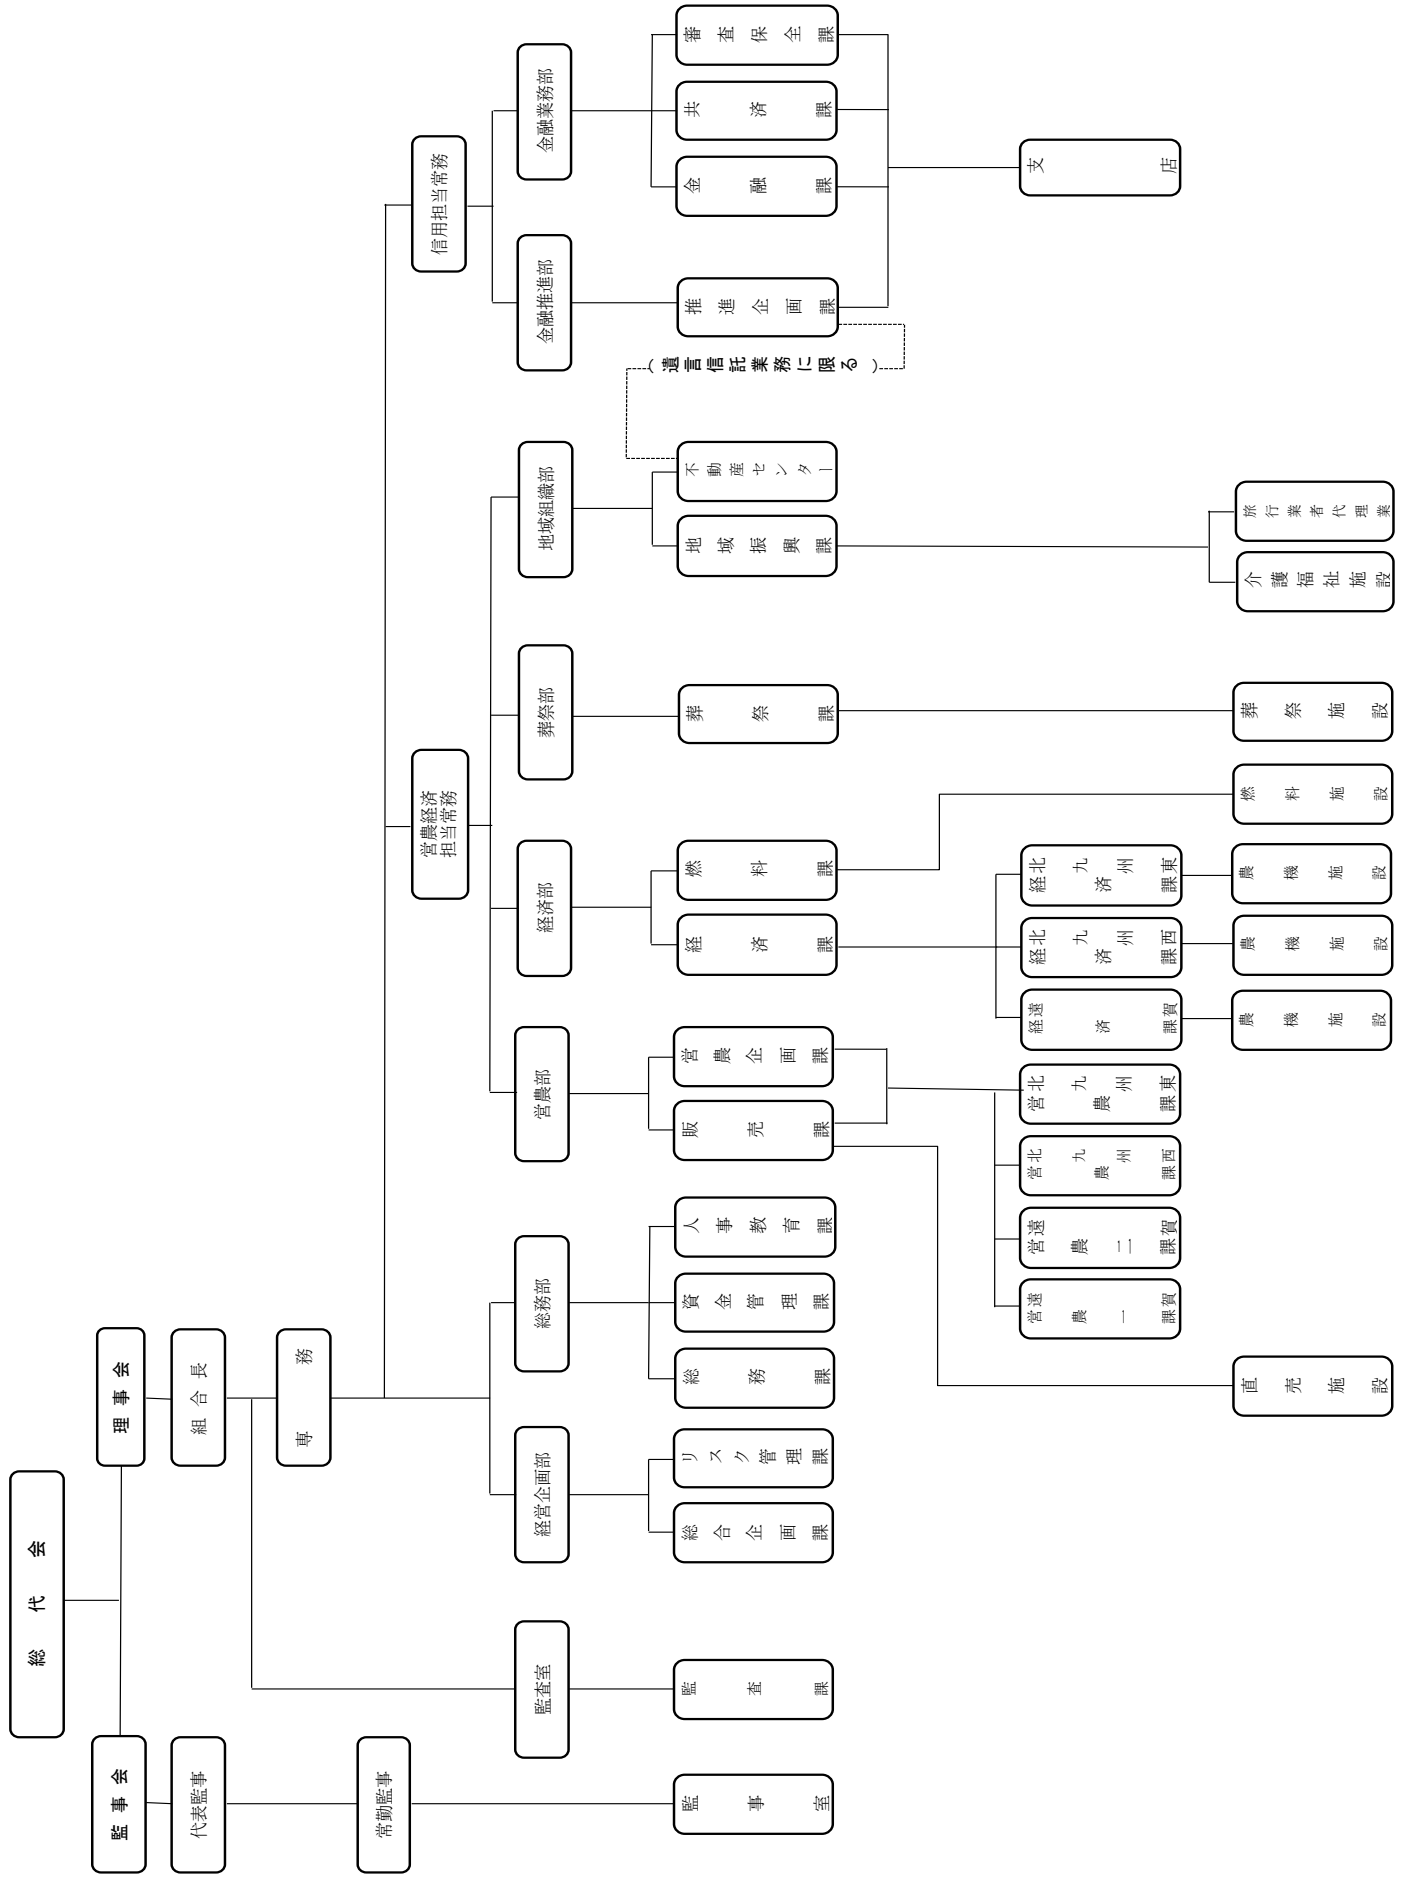 総代会
監事会
理事会
代表監事
組合長
常勤監事
専務
営農経済
担当常務
信用担当常務
監査室
経営企画部
総務部
営農部
経済部
葬祭部
地域組織部
金融推進部
金融業務部
監事室
監査課
総合企画課
リスク管理課
総務課
資金管理課
人事教育課
販売課
営農企画課
経済課
燃料課
葬祭課
地域振興課
不動産センター
(遺言信託業務に限る)
推進企画課
金融課
共済課
審査保全課
遠賀
営農一課
遠賀
営農二課
北九州西
営農課
北九州東
営農課
遠賀
経済課
北九州西
経済課
北九州東
経済課
支店
直売施設
農機施設
農機施設
農機施設
燃料施設
葬祭施設
介護福祉施設
旅行業者代理業